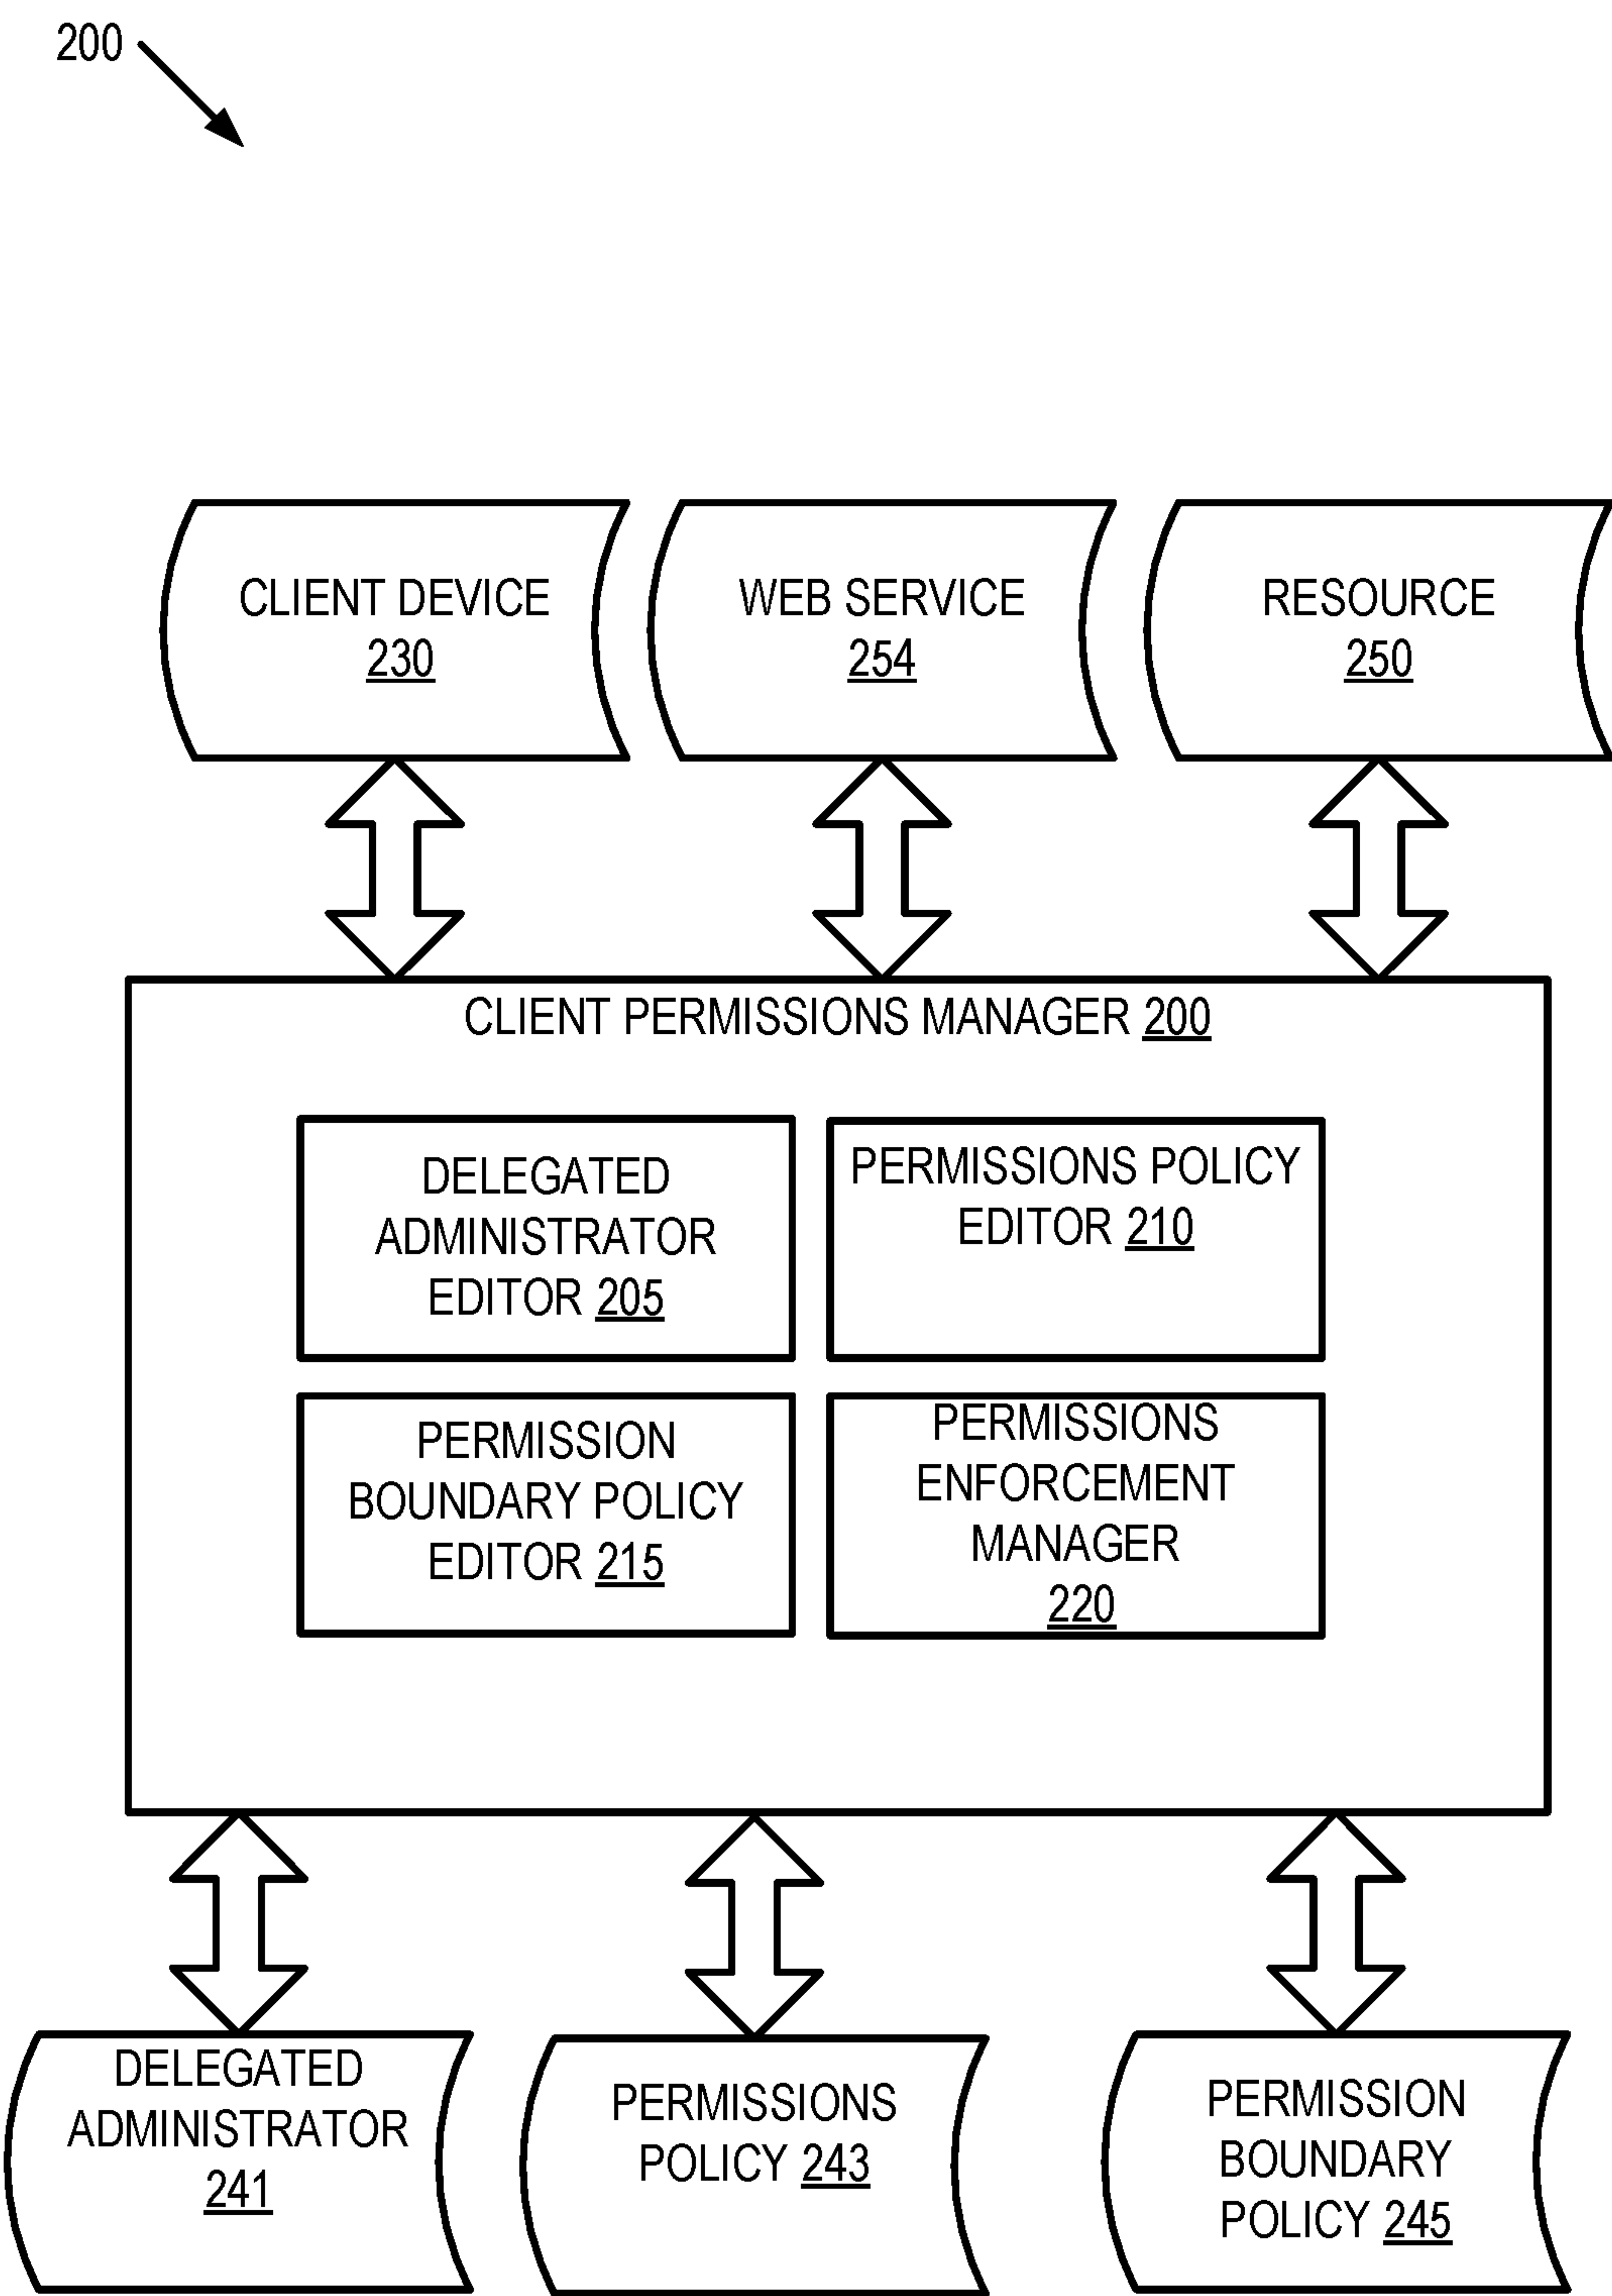 200
CLIENT DEVICE
230
WEB SERVICE
254
RESOURCE
250
CLIENT PERMISSIONS MANAGER 200
DELEGATED
ADMINISTRATOR
EDITOR 205
PERMISSIONS POLICY
EDITOR 210
PERMISSION
BOUNDARY POLICY
EDITOR 215
PERMISSIONS
ENFORCEMENT
MANAGER
220
DELEGATED
ADMINISTRATOR
241
PERMISSIONS
POLICY 243
PERMISSION
BOUNDARY
POLICY 245